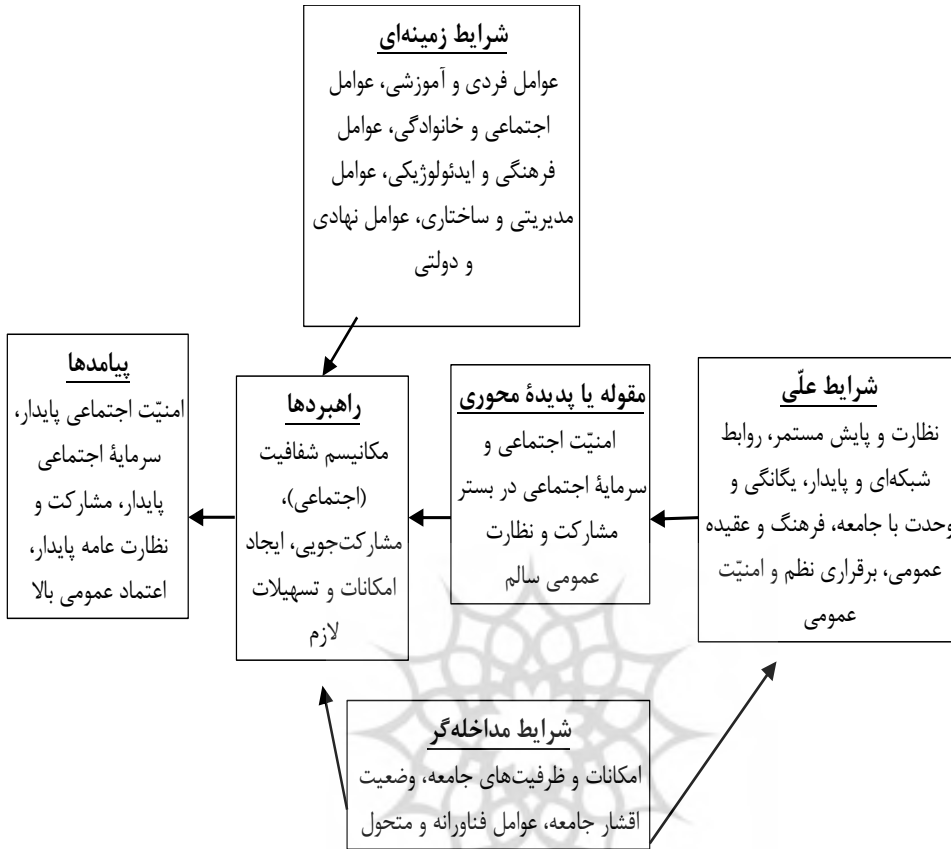 شرایط زمینه‌ای
عوامل فردی و آموزشی، عوامل
اجتماعی و خانوادگی، عوامل
فرهنگی و ایدئولوژیکی، عوامل
مدیریتی و ساختاری، عوامل نهادی
و دولتی
شرایط علّی
نظارت و پایش مستمر، روابط
شبکه‌ای و پایدار، یگانگی و
وحدت با جامعه، فرهنگ و عقیده
عمومی، برقراری نظم و امنیّت
عمومی
مقوله یا پدیدۀ محوری
امنیّت اجتماعی و
سرمایۀ اجتماعی در بستر
مشارکت و نظارت
عمومی سالم
راهبردها
مکانیسم شفافیت
(اجتماعی)،
مشارکت‌جویی، ایجاد
امکانات و تسهیلات
لازم
پیامدها
امنیّت اجتماعی پایدار،
سرمایۀ اجتماعی
پایدار، مشارکت و
نظارت عامه پایدار،
اعتماد عمومی بالا
شرایط مداخله‌گر
امکانات و ظرفیت‌های جامعه، وضعیت
اقشار جامعه، عوامل فناورانه و متحول